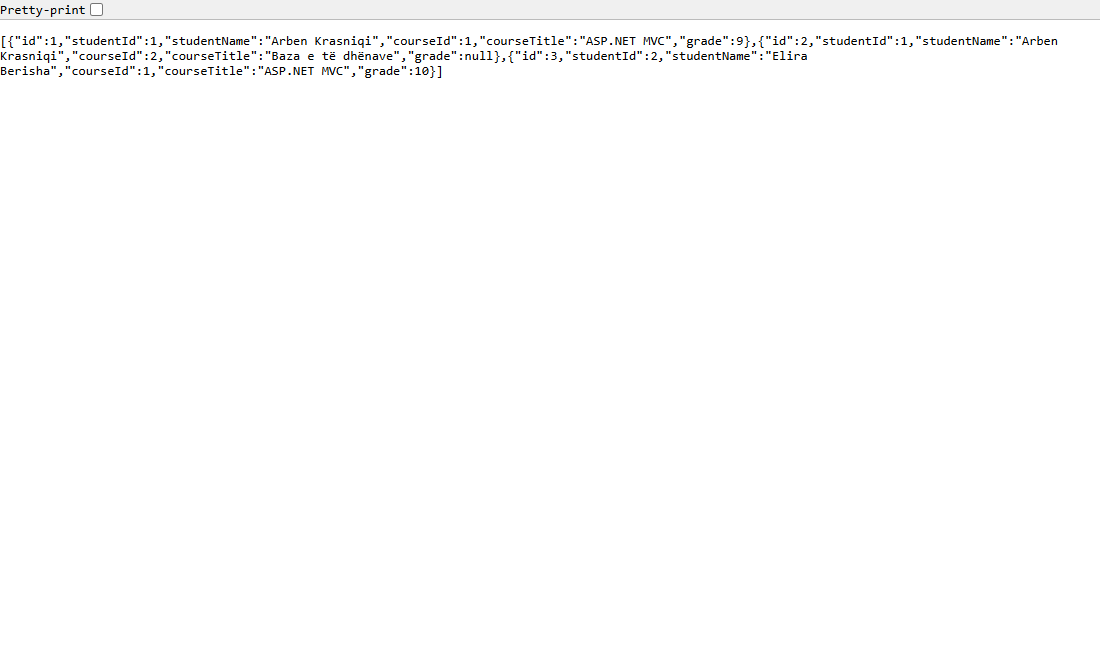 Pretty-print
[{"id":1,"studentId":1,"studentName":"Arben Krasniqi","courseId":1,"courseTitle":"ASP.NET MVC","grade":9},{"id":2,"studentId":1,"studentName":"Arben
Krasniqi","courseId":2,"courseTitle":"Baza e të dhënave","grade":null},{"id":3,"studentId":2,"studentName":"Elira
Berisha","courseId":1,"courseTitle":"ASP.NET MVC","grade":10}]